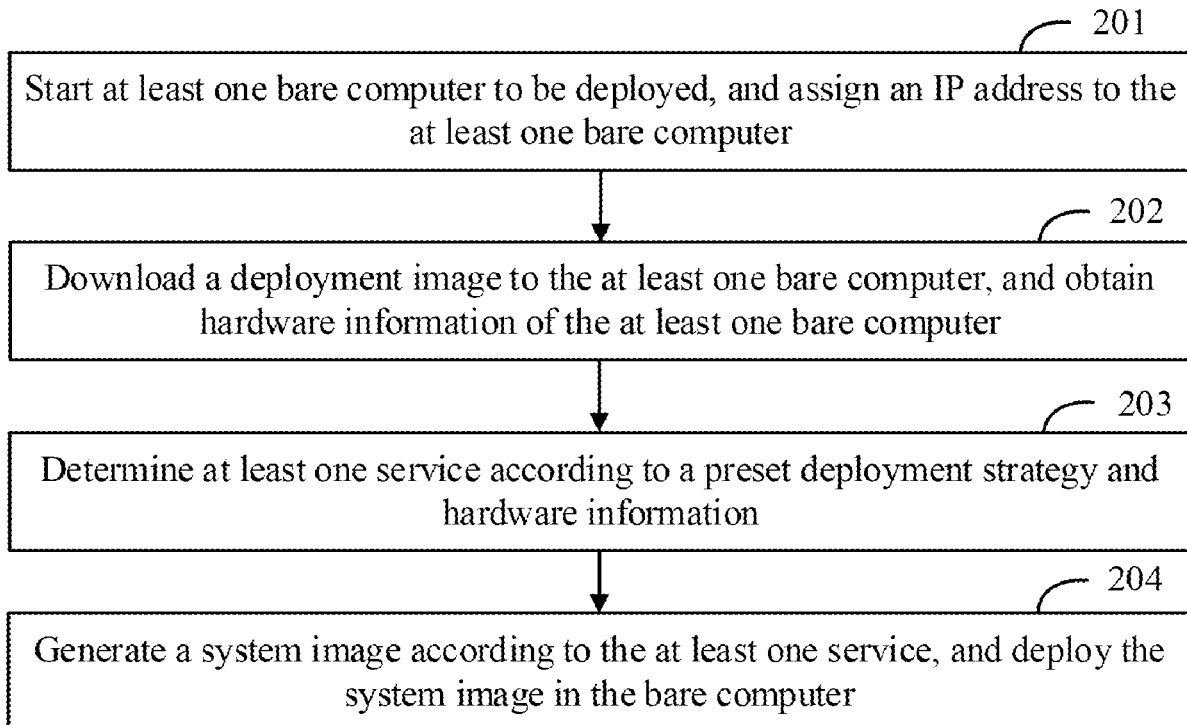 201
Start at least one bare computer to be deployed, and assign an IP address to the
at least one bare computer
202
Download a deployment image to the at least one bare computer, and obtain
hardware information of the at least one bare computer
203
Determine at least one service according to a preset deployment strategy and
hardware information
204
Generate a system image according to the at least one service, and deploy the
system image in the bare computer